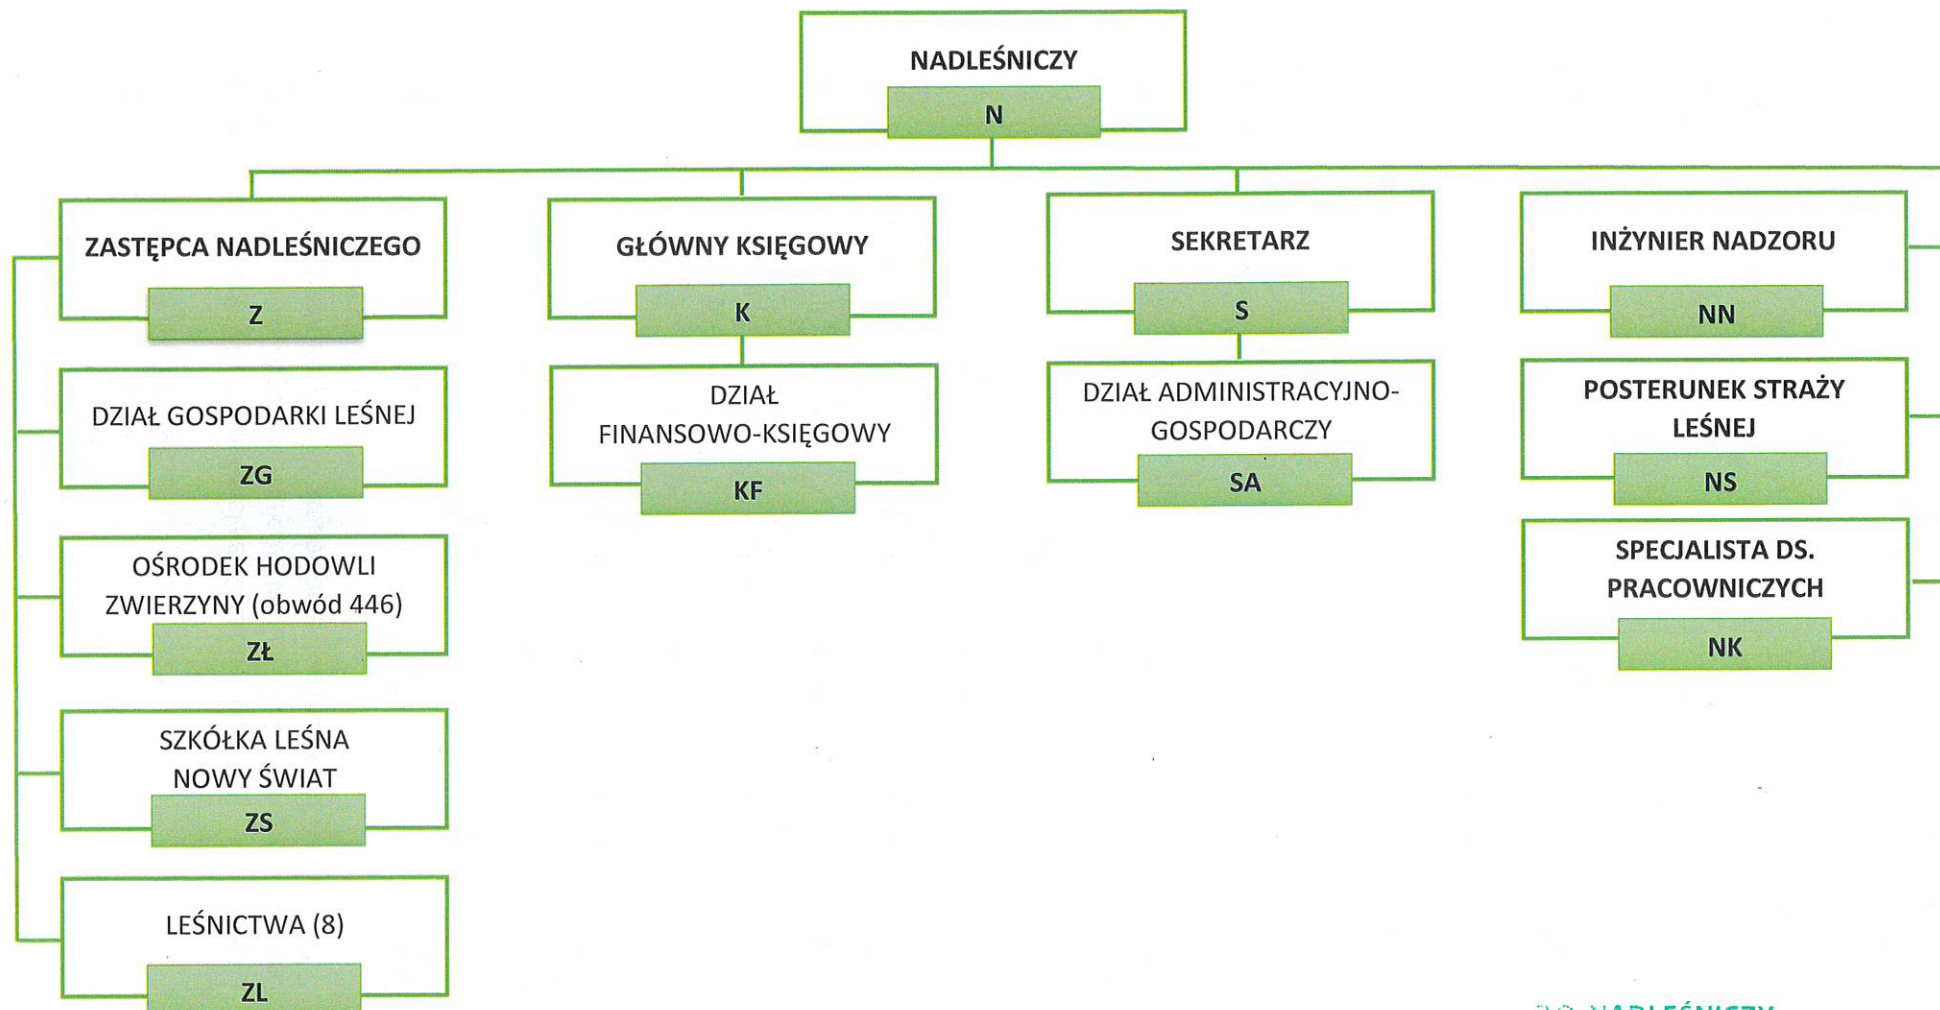 NADLEŚNICZY
N
ZASTĘPCA NADLEŚNICZEGO
Z
GŁÓWNY KSIĘGOWY
K
SEKRETARZ
S
INŻYNIER NADZORU
NN
DZIAŁ GOSPODARKI LEŚNEJ
ZG
DZIAŁ
FINANSOWO-KSIĘGOWY
KF
DZIAŁ ADMINISTRACYJNO-
GOSPODARCZY
SA
POSTERUNEK STRAŻY
LEŚNEJ
NS
OŚRODEK HODOWLI
ZWIERZYNY (obwód 446)
ZŁ
SPECJALISTA DS.
PRACOWNICZYCH
NK
SZKÓŁKA LEŚNA
NOWY ŚWIAT
ZS
LEŚNICTWA (8)
ZL
NADLEŚNICZY